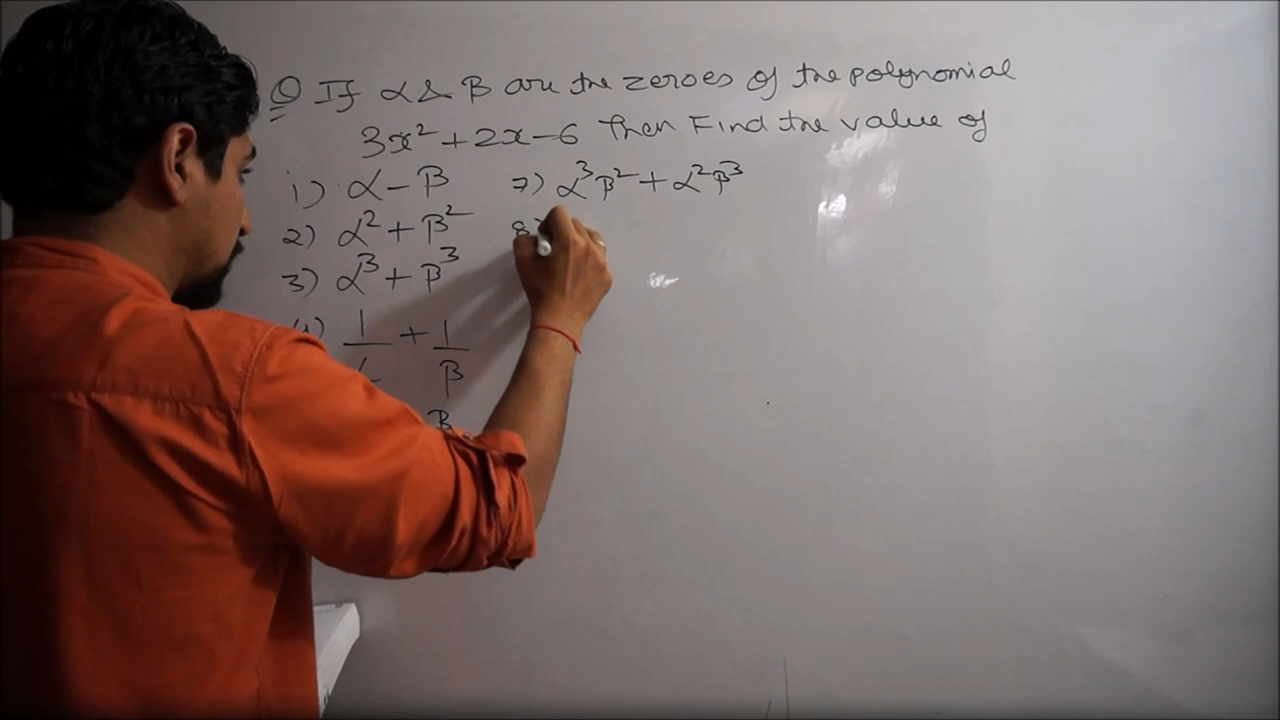 Q If α & β are the zeroes of the polynomial
3x² + 2x - 6 Then Find the value of
1) α - β
2) α² + β²
3) α³ + β³
1/ + 1/β
β
7) α³β² + α²β³
8)